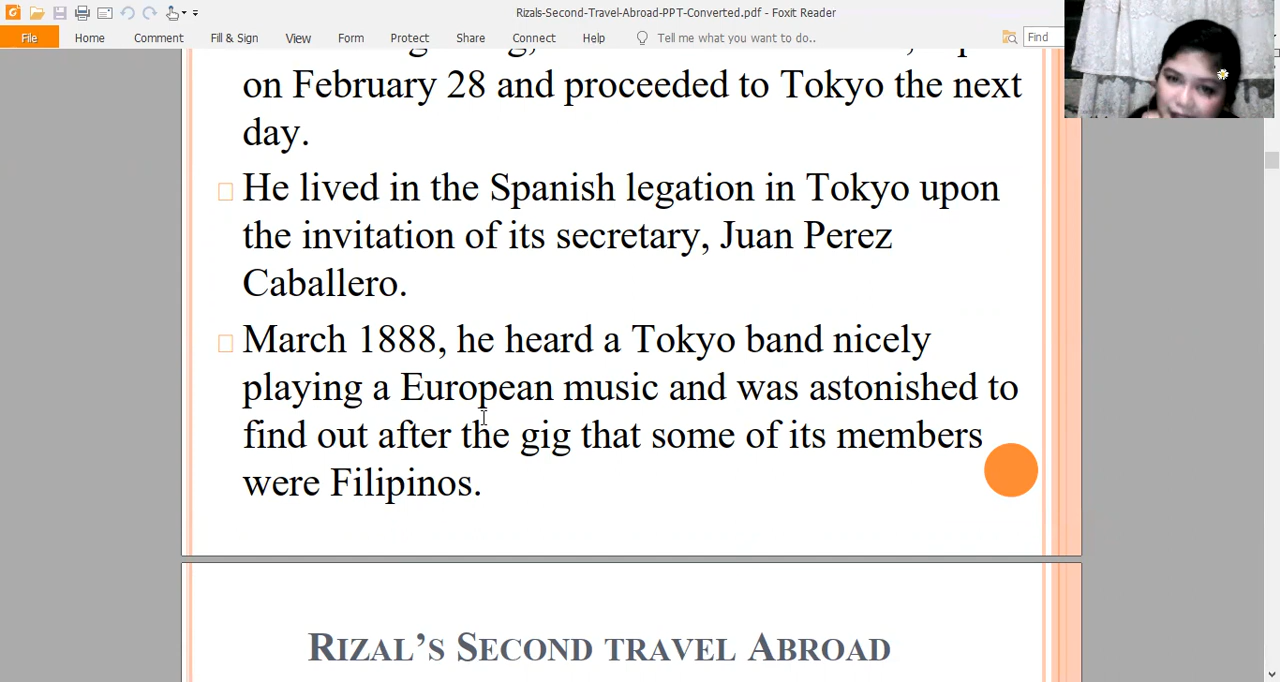 Rizals-Second-Travel-Abroad-PPT-Converted.pdf - Foxit Reader
File Home Comment Fill & Sign View Form Protect Share Connect Help Tell me what you want to do.. Find
on February 28 and proceeded to Tokyo the next
day.
He lived in the Spanish legation in Tokyo upon
the invitation of its secretary, Juan Perez
Caballero.
March 1888, he heard a Tokyo band nicely
playing a European music and was astonished to
find out after the gig that some of its members
were Filipinos.
RIZAL’S SECOND TRAVEL ABROAD